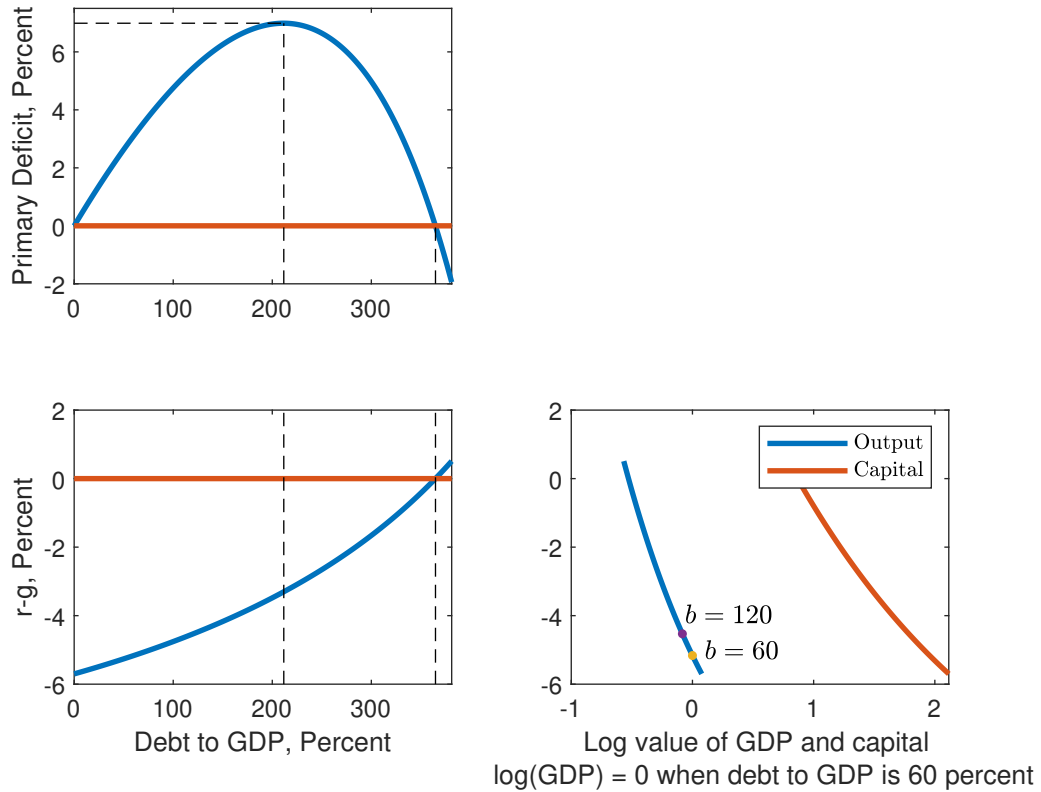 Primary Deficit, Percent
6
4
2
0
-2
0 100 200 300
r-g, Percent
2
0
-2
-4
-6
0 100 200 300
Debt to GDP, Percent
2
0
-2
-4
-6
Output
Capital
b = 120
b = 60
-1 0 1 2
Log value of GDP and capital
log(GDP) = 0 when debt to GDP is 60 percent